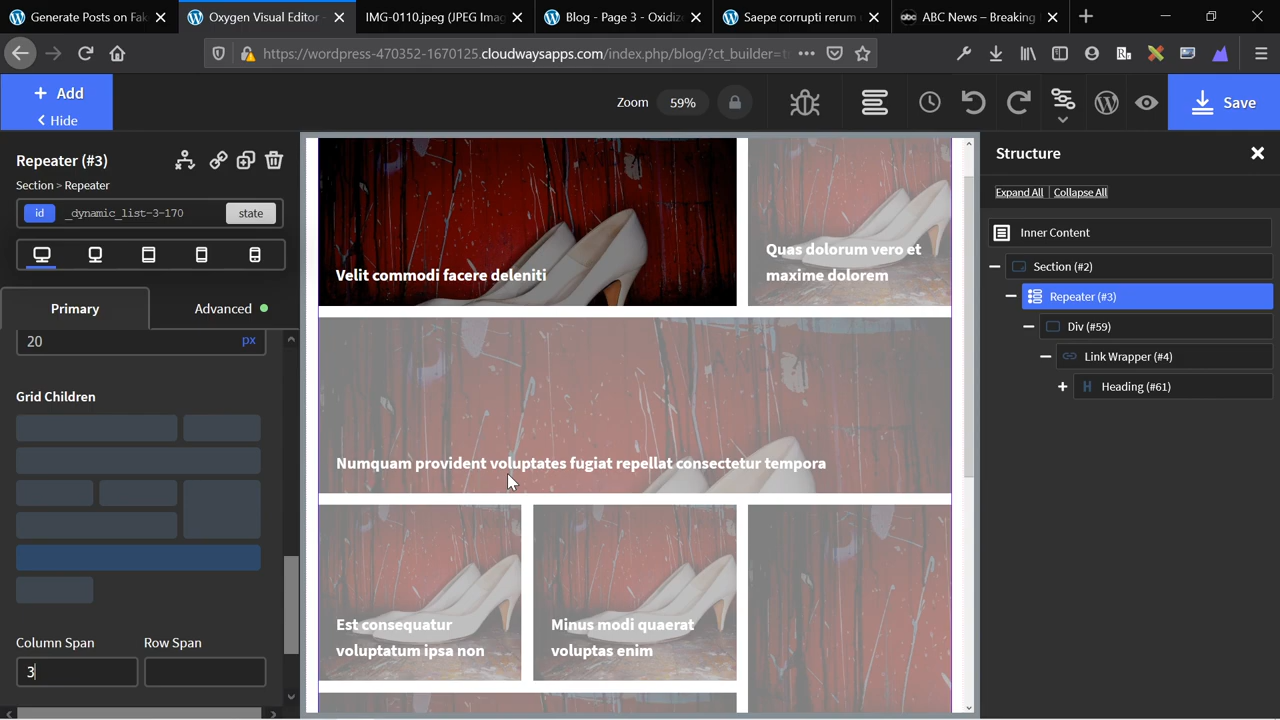 Generate Posts on Fak
Oxygen Visual Editor -
IMG-0110.jpeg (JPEG Imag
Blog - Page 3 - Oxidiz
Saepe corrupti rerum
abc
ABC News – Breaking
https://wordpress-470352-1670125.cloudwaysapps.com/index.php/blog/?ct_builder=t
Add
Hide
Zoom
59%
Save
Repeater (#3)
Section > Repeater
id
_dynamic_list-3-170
state
Primary
Advanced
20
px
Grid Children
Column Span
Row Span
3
Velit commodi facere deleniti
Quas dolorum vero et
maxime dolorem
Numquam provident voluptates fugiat repellat consectetur tempora
Est consequatur
voluptatum ipsa non
Minus modi quaerat
voluptas enim
Structure
Expand All
Collapse All
Inner Content
Section (#2)
Repeater (#3)
Div (#59)
Link Wrapper (#4)
H
Heading (#61)